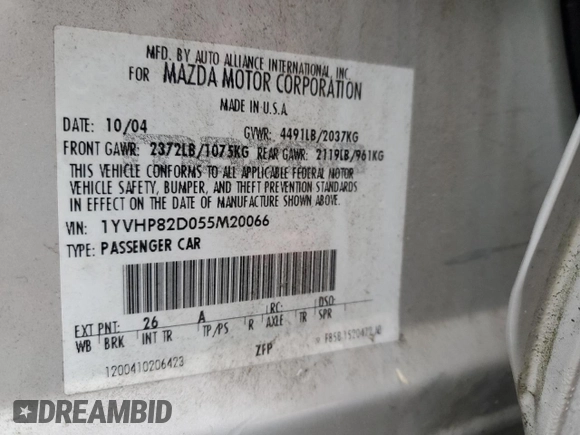 MFD. BY AUTO ALLIANCE INTERNATIONAL, INC.
FOR MAZDA MOTOR CORPORATION
MADE IN U.S.A.
DATE: 10/04 GVWR: 4491LB/2037KG
FRONT GAWR: 2372LB/1075KG REAR GAWR: 2119LB/961KG
THIS VEHICLE CONFORMS TO ALL APPLICABLE FEDERAL MOTOR
VEHICLE SAFETY, BUMPER, AND THEFT PREVENTION STANDARDS
IN EFFECT ON THE DATE OF MANUFACTURE SHOWN ABOVE.
VIN: 1YVHP82D055M20066
TYPE: PASSENGER CAR
EXT PNT: 26 A RC: DSO:
WB BRK INT TR TP/PS R AXLE TR SPR
1200410206423 ZFP
DREAMBID